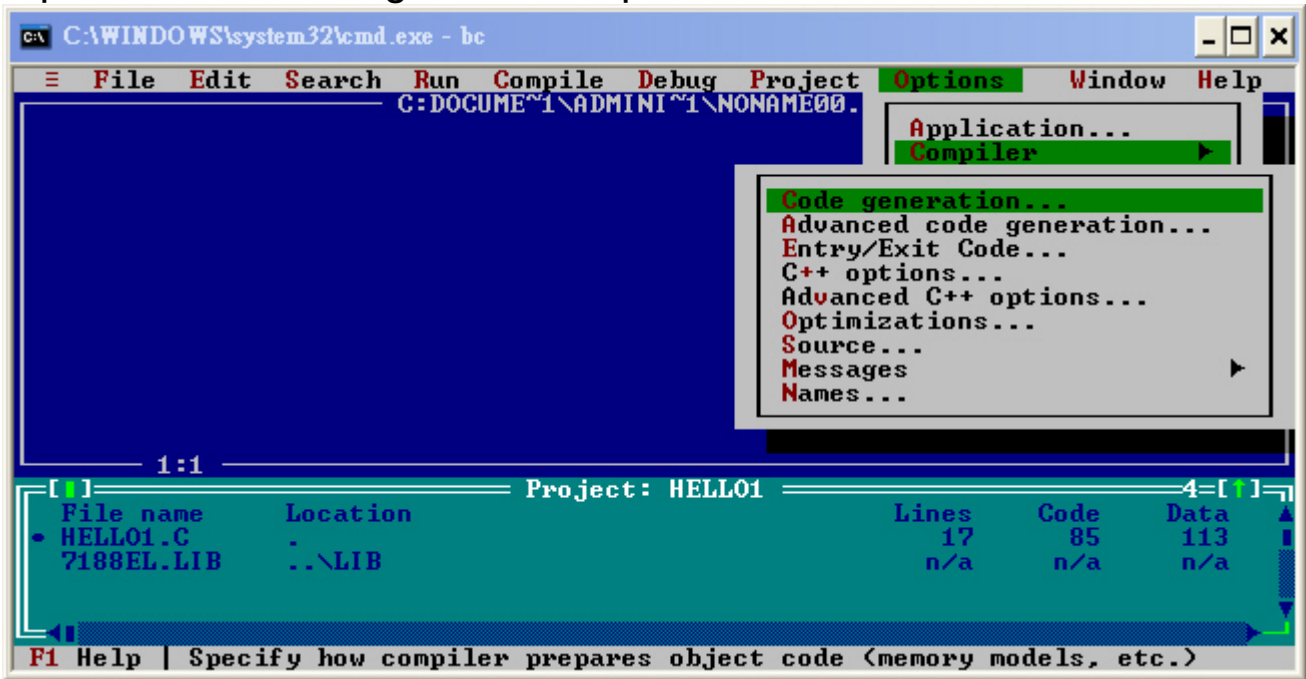 C:\WINDOWS\system32\cmd.exe - bc
≡ File Edit Search Run Compile Debug Project Options Window Help
C:DOCUME~1\ADMINI~1\NONAME00.
Application...
Compiler ►
Code generation...
Advanced code generation...
Entry/Exit Code...
C++ options...
Advanced C++ options...
Optimizations...
Source...
Messages ►
Names...
1:1
Project: HELLO1
4=[↑]
File name Location Lines Code Data
• HELLO1.C . 17 85 113
7188EL.LIB ..\LIB n/a n/a n/a
F1 Help | Specify how compiler prepares object code (memory models, etc.)